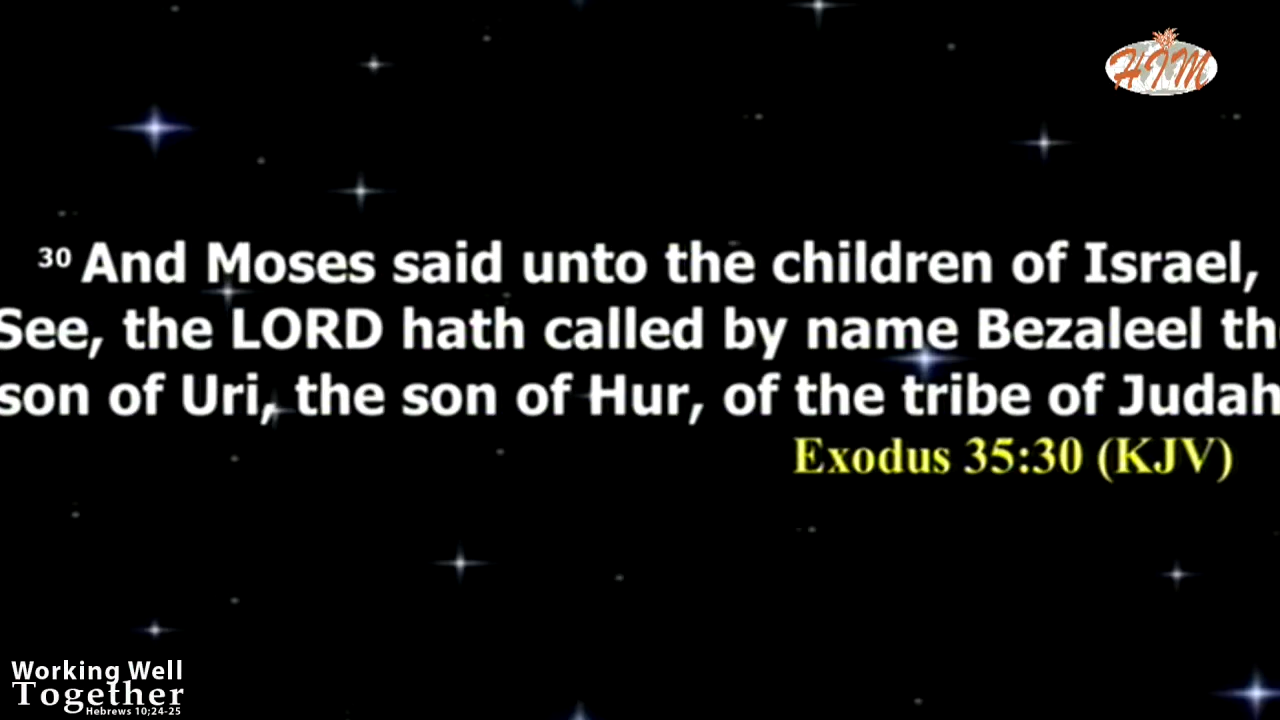 HIM
30 And Moses said unto the children of Israel,
See, the LORD hath called by name Bezaleel th
son of Uri, the son of Hur, of the tribe of Judah
Exodus 35:30 (KJV)
Working Well
Together
Hebrews 10;24-25